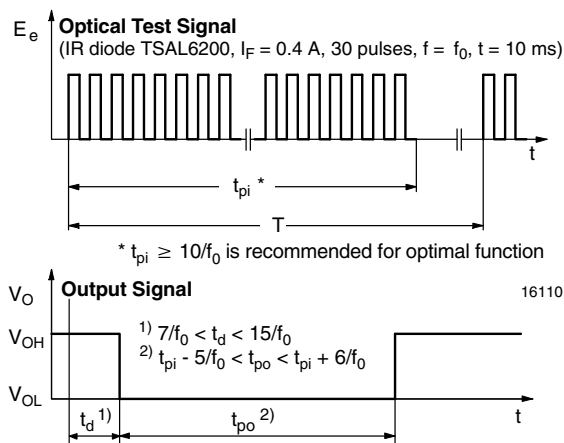 E_e Optical Test Signal
(IR diode TSAL6200, I_F = 0.4 A, 30 pulses, f = f_0, t = 10 ms)
t
t_pi *
T
* t_pi ≥ 10/f_0 is recommended for optimal function
V_O Output Signal 16110
V_OH 1) 7/f_0 < t_d < 15/f_0
2) t_pi - 5/f_0 < t_po < t_pi + 6/f_0
V_OL
t_d 1) t_po 2) t